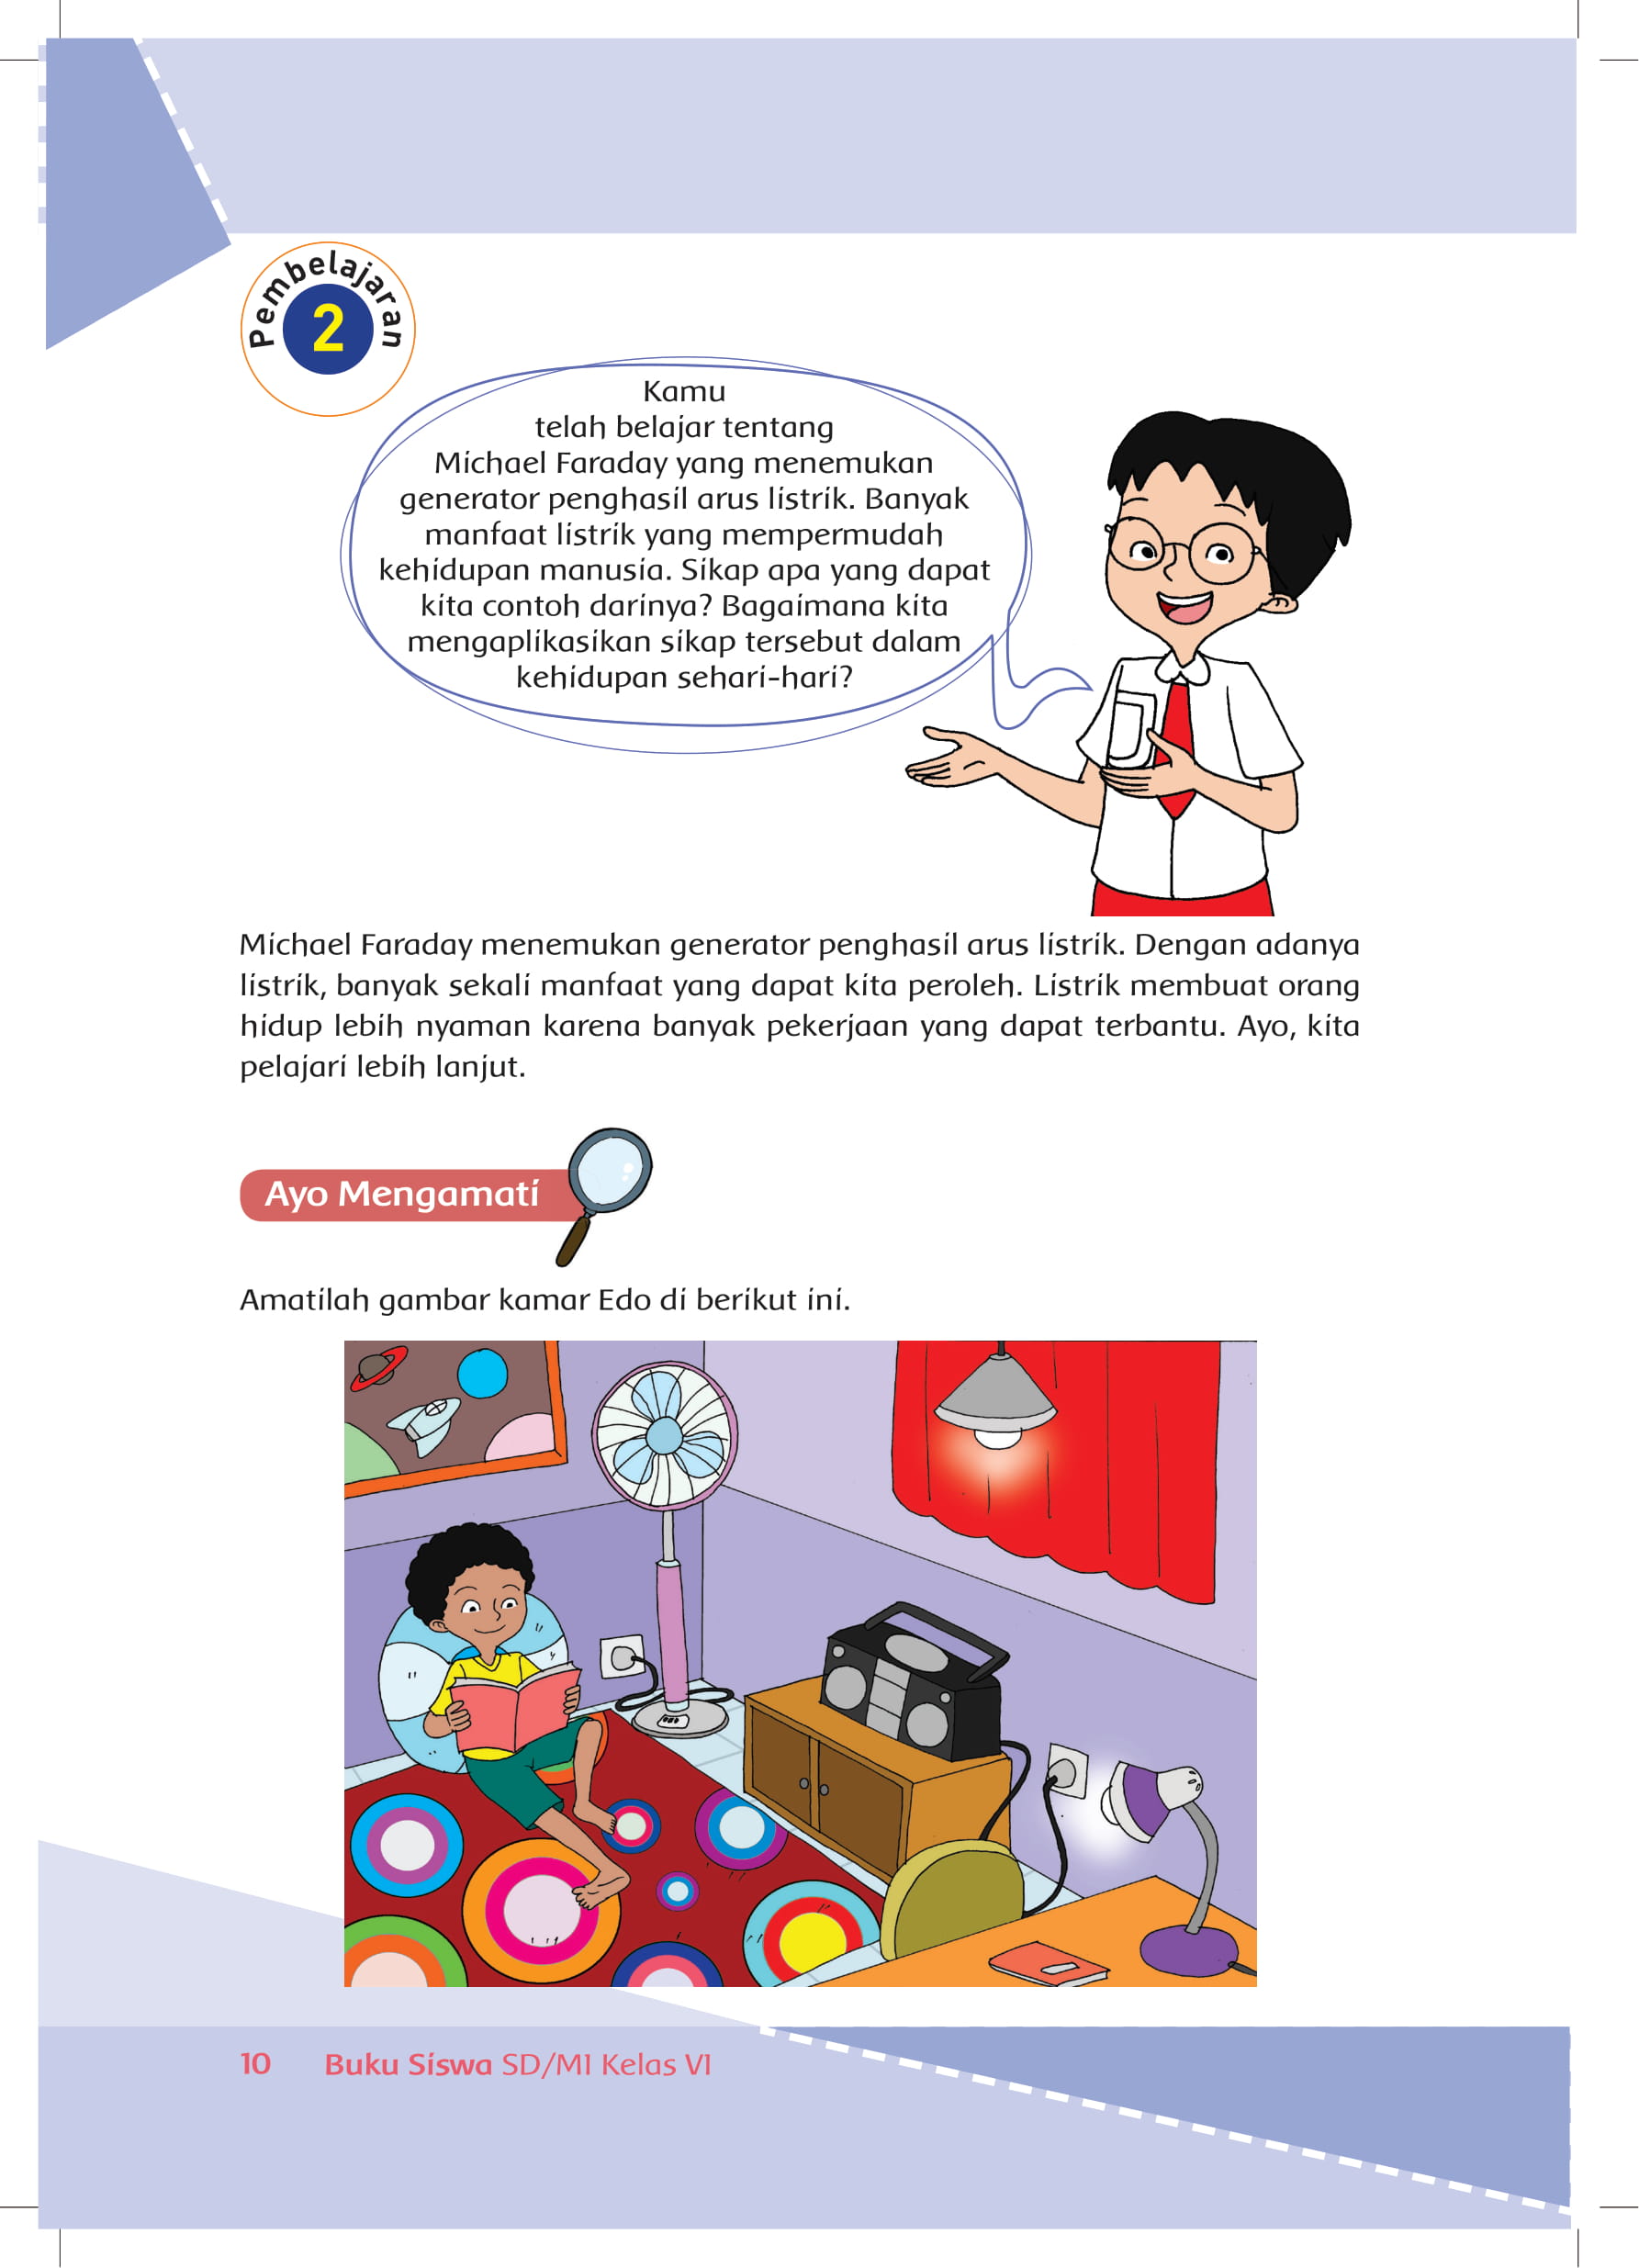 Pembelajaran
2
Kamu
telah belajar tentang
Michael Faraday yang menemukan
generator penghasil arus listrik. Banyak
manfaat listrik yang mempermudah
kehidupan manusia. Sikap apa yang dapat
kita contoh darinya? Bagaimana kita
mengaplikasikan sikap tersebut dalam
kehidupan sehari-hari?
Michael Faraday menemukan generator penghasil arus listrik. Dengan adanya
listrik, banyak sekali manfaat yang dapat kita peroleh. Listrik membuat orang
hidup lebih nyaman karena banyak pekerjaan yang dapat terbantu. Ayo, kita
pelajari lebih lanjut.
Ayo Mengamati
Amatilah gambar kamar Edo di berikut ini.
10 Buku Siswa SD/MI Kelas VI